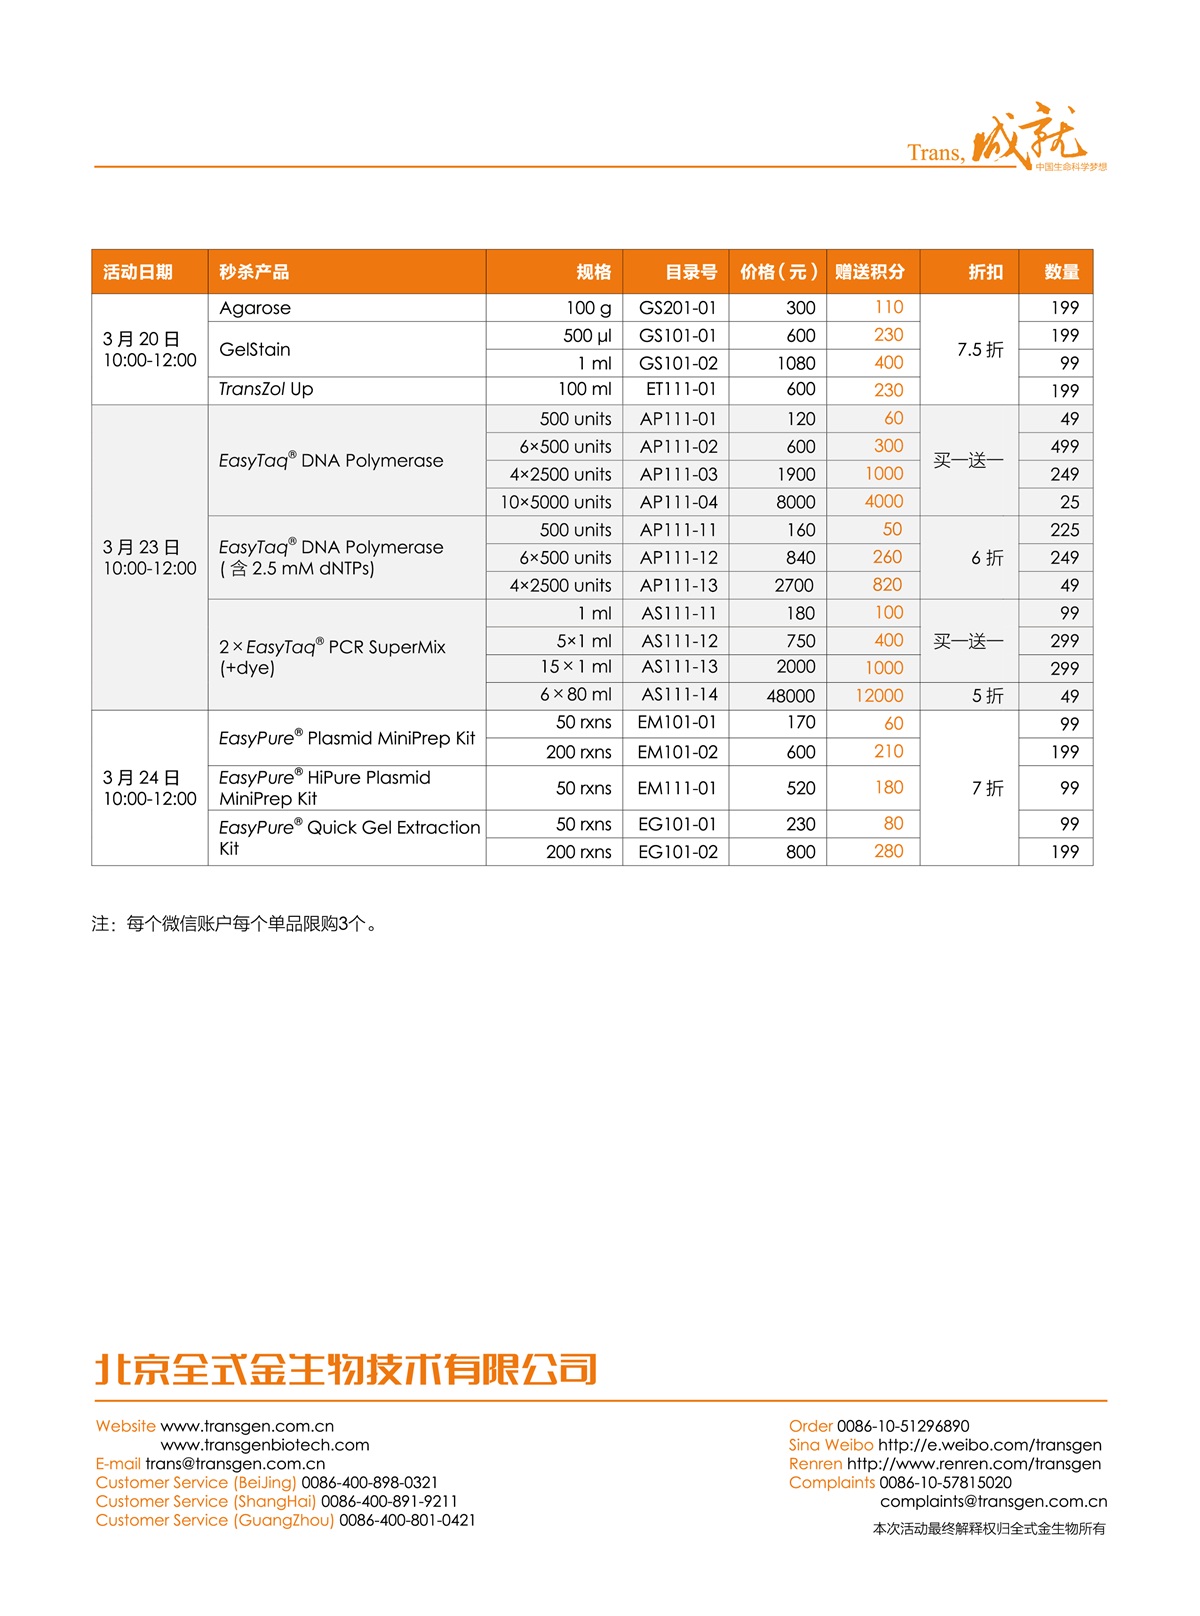 Trans, 成就
中国生命科学梦想
活动日期 秒杀产品 规格 目录号 价格（元） 赠送积分 折扣 数量
3 月 20 日
10:00-12:00
Agarose 100 g GS201-01 300 110 7.5 折 199
GelStain 500 µl GS101-01 600 230 199
1 ml GS101-02 1080 400 99
TransZol Up 100 ml ET111-01 600 230 199
3 月 23 日
10:00-12:00
EasyTaq® DNA Polymerase 500 units AP111-01 120 60 买一送一 49
6×500 units AP111-02 600 300 499
4×2500 units AP111-03 1900 1000 249
10×5000 units AP111-04 8000 4000 25
EasyTaq® DNA Polymerase
( 含 2.5 mM dNTPs)
500 units AP111-11 160 50 6 折 225
6×500 units AP111-12 840 260 249
4×2500 units AP111-13 2700 820 49
2×EasyTaq® PCR SuperMix
(+dye)
1 ml AS111-11 180 100 买一送一 99
5×1 ml AS111-12 750 400 299
15×1 ml AS111-13 2000 1000 299
6×80 ml AS111-14 48000 12000 5 折 49
3 月 24 日
10:00-12:00
EasyPure® Plasmid MiniPrep Kit 50 rxns EM101-01 170 60 7 折 99
200 rxns EM101-02 600 210 199
EasyPure® HiPure Plasmid
MiniPrep Kit
50 rxns EM111-01 520 180 99
EasyPure® Quick Gel Extraction
Kit
50 rxns EG101-01 230 80 99
200 rxns EG101-02 800 280 199
注：每个微信账户每个单品限购3个。
北京全式金生物技术有限公司
Website www.transgen.com.cn
www.transgenbiotech.com
E-mail trans@transgen.com.cn
Customer Service (BeiJing) 0086-400-898-0321
Customer Service (ShangHai) 0086-400-891-9211
Customer Service (GuangZhou) 0086-400-801-0421
Order 0086-10-51296890
Sina Weibo http://e.weibo.com/transgen
Renren http://www.renren.com/transgen
Complaints 0086-10-57815020
complaints@transgen.com.cn
本次活动最终解释权归全式金生物所有